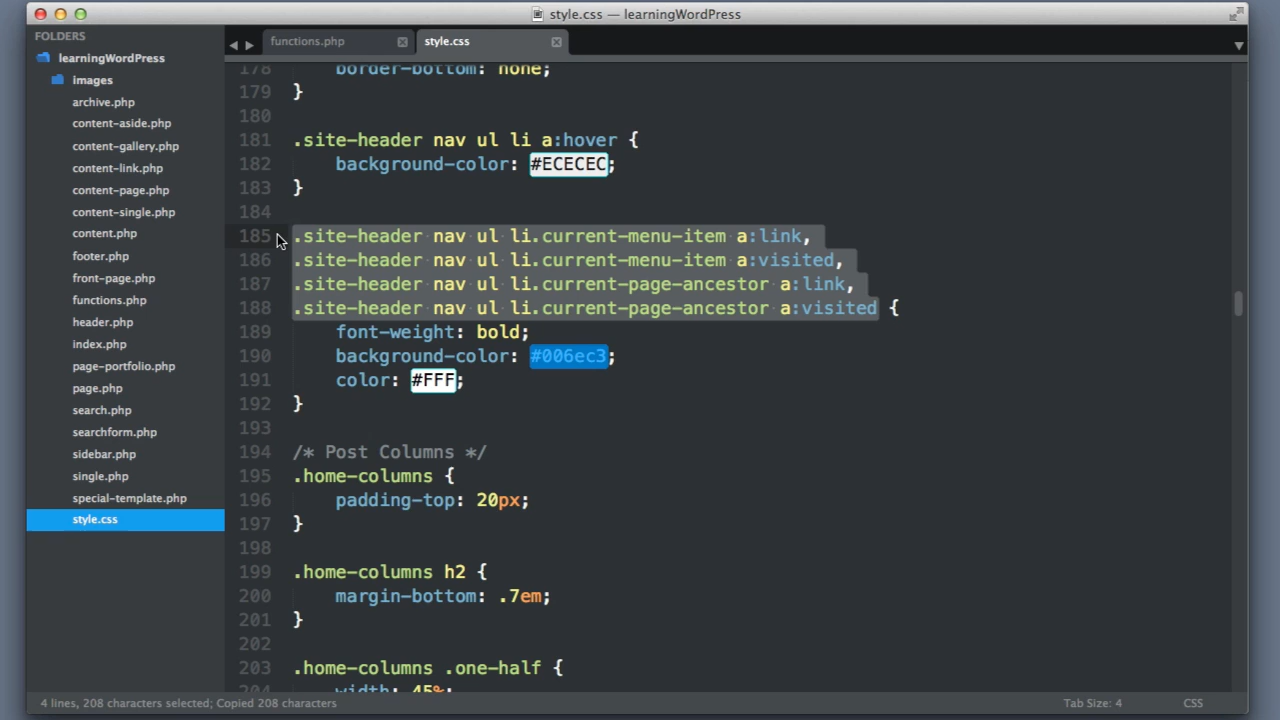 style.css — learningWordPress
FOLDERS
learningWordPress
images
archive.php
content-aside.php
content-gallery.php
content-link.php
content-page.php
content-single.php
content.php
footer.php
front-page.php
functions.php
header.php
index.php
page-portfolio.php
page.php
search.php
searchform.php
sidebar.php
single.php
special-template.php
style.css
functions.php
style.css
178 border-bottom: none;
179 }
180
181 .site-header nav ul li a:hover {
182 background-color: #ECECEC;
183 }
184
185 .site-header nav ul li.current-menu-item a:link,
186 .site-header nav ul li.current-menu-item a:visited,
187 .site-header nav ul li.current-page-ancestor a:link,
188 .site-header nav ul li.current-page-ancestor a:visited {
189 font-weight: bold;
190 background-color: #006ec3;
191 color: #FFF;
192 }
193
194 /* Post Columns */
195 .home-columns {
196 padding-top: 20px;
197 }
198
199 .home-columns h2 {
200 margin-bottom: .7em;
201 }
202
203 .home-columns .one-half {
204 width: 45%;
4 lines, 208 characters selected; Copied 208 characters
Tab Size: 4
CSS